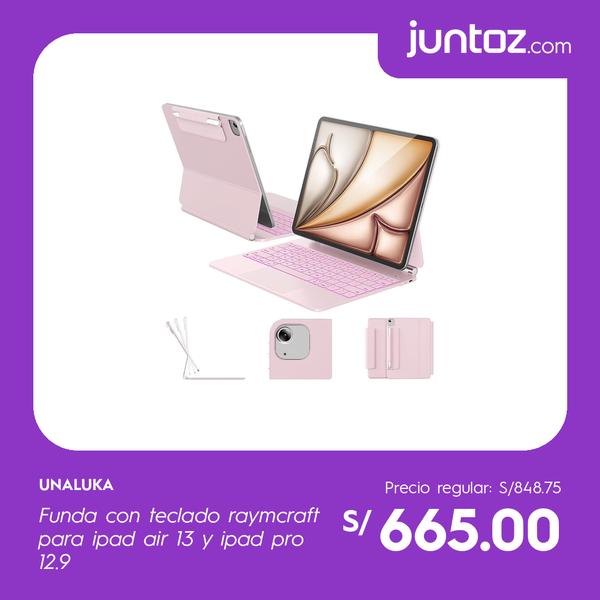 juntoz.com
UNALUKA
Funda con teclado raymcraft
para ipad air 13 y ipad pro
12.9
Precio regular: S/848.75
S/665.00